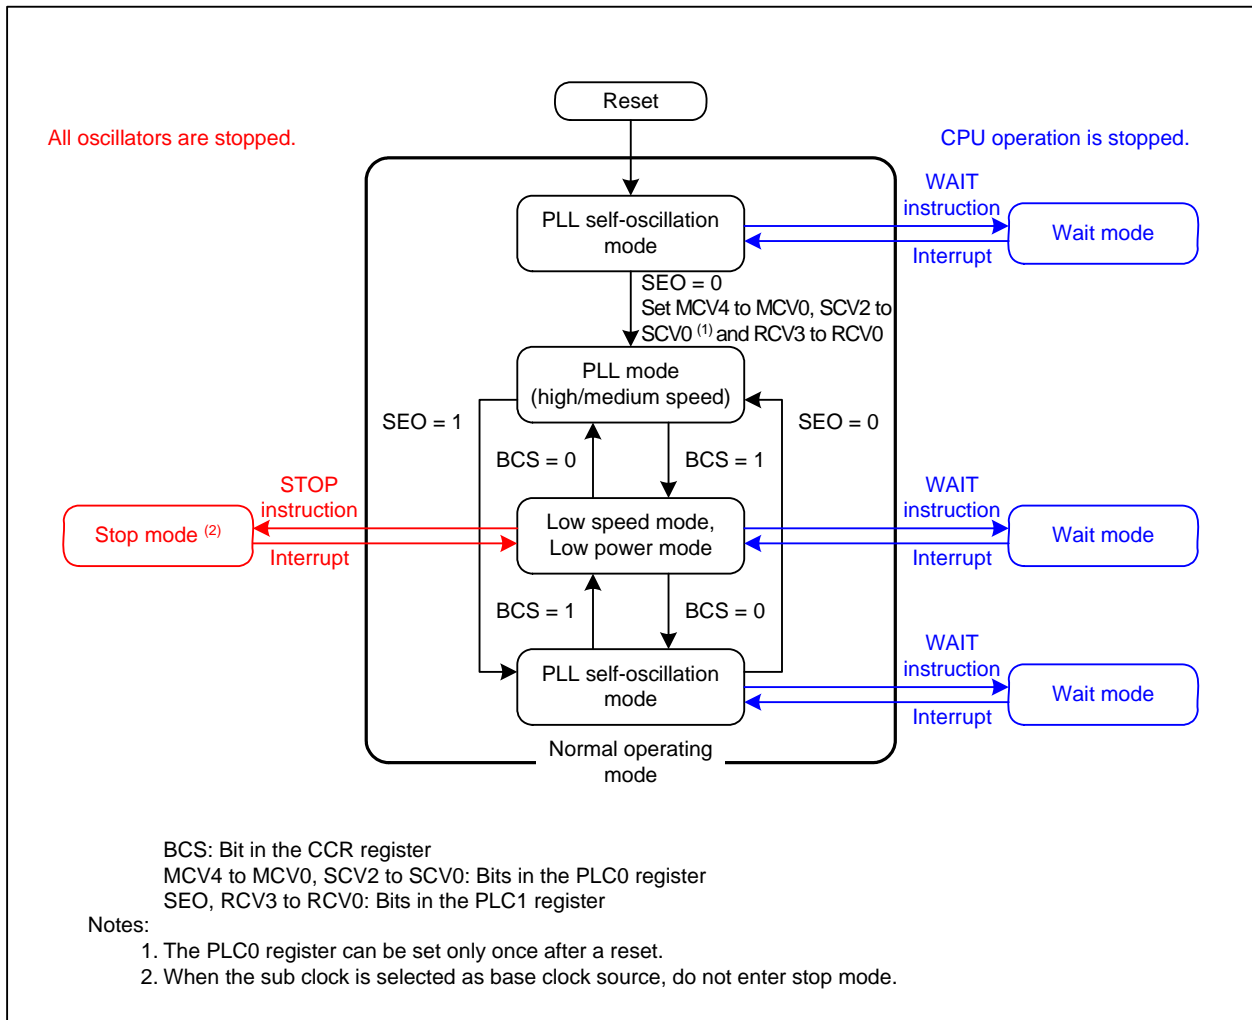 Reset
All oscillators are stopped.
CPU operation is stopped.
PLL self-oscillation
mode
WAIT
instruction
Interrupt
Wait mode
SEO = 0
Set MCV4 to MCV0, SCV2 to
SCV0 (1) and RCV3 to RCV0
PLL mode
(high/medium speed)
SEO = 1
SEO = 0
BCS = 0
BCS = 1
STOP
instruction
Interrupt
Stop mode (2)
Low speed mode,
Low power mode
WAIT
instruction
Interrupt
Wait mode
BCS = 1
BCS = 0
PLL self-oscillation
mode
WAIT
instruction
Interrupt
Wait mode
Normal operating
mode
BCS: Bit in the CCR register
MCV4 to MCV0, SCV2 to SCV0: Bits in the PLC0 register
SEO, RCV3 to RCV0: Bits in the PLC1 register
Notes:
1. The PLC0 register can be set only once after a reset.
2. When the sub clock is selected as base clock source, do not enter stop mode.